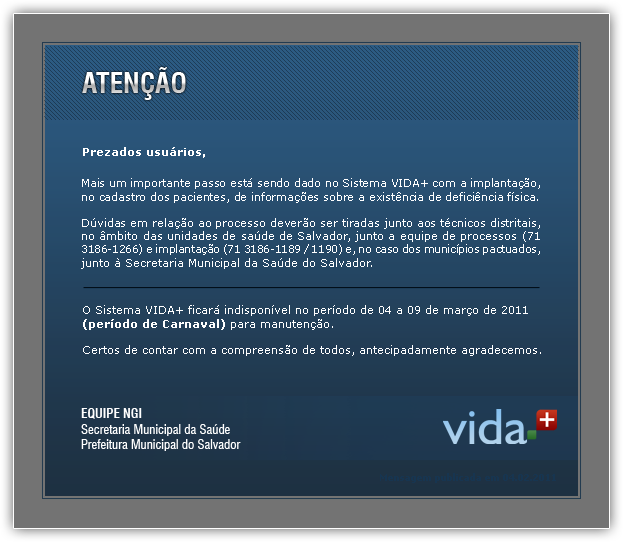 ATENÇÃO
Prezados usuários,
Mais um importante passo está sendo dado no Sistema VIDA+ com a implantação,
no cadastro dos pacientes, de informações sobre a existência de deficiência física.
Dúvidas em relação ao processo deverão ser tiradas junto aos técnicos distritais,
no âmbito das unidades de saúde de Salvador, junto a equipe de processos (71
3186-1266) e implantação (71 3186-1189 / 1190) e, no caso dos municípios pactuados,
junto à Secretaria Municipal da Saúde do Salvador.
O Sistema VIDA+ ficará indisponível no período de 04 a 09 de março de 2011
(período de Carnaval) para manutenção.
Certos de contar com a compreensão de todos, antecipadamente agradecemos.
EQUIPE NGI
Secretaria Municipal da Saúde
Prefeitura Municipal do Salvador
vida+